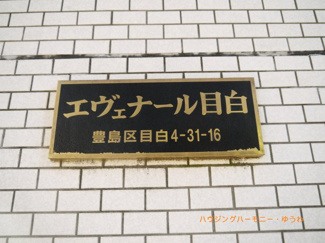 エヴェナール目白
豊島区目白4-31-16
ハウジングハーモニー・ゆうき